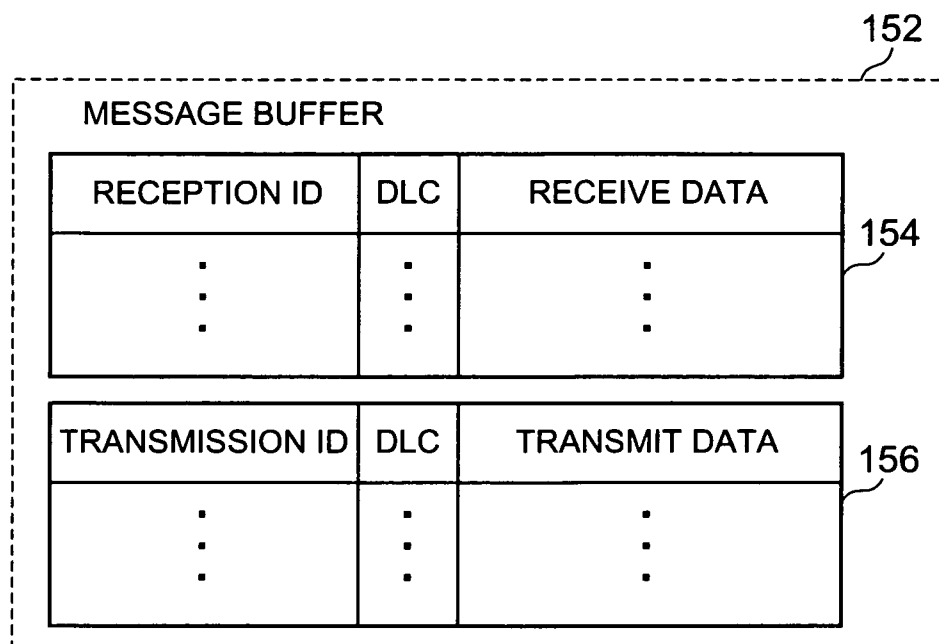 152
MESSAGE BUFFER
RECEPTION ID DLC RECEIVE DATA
154
TRANSMISSION ID DLC TRANSMIT DATA
156